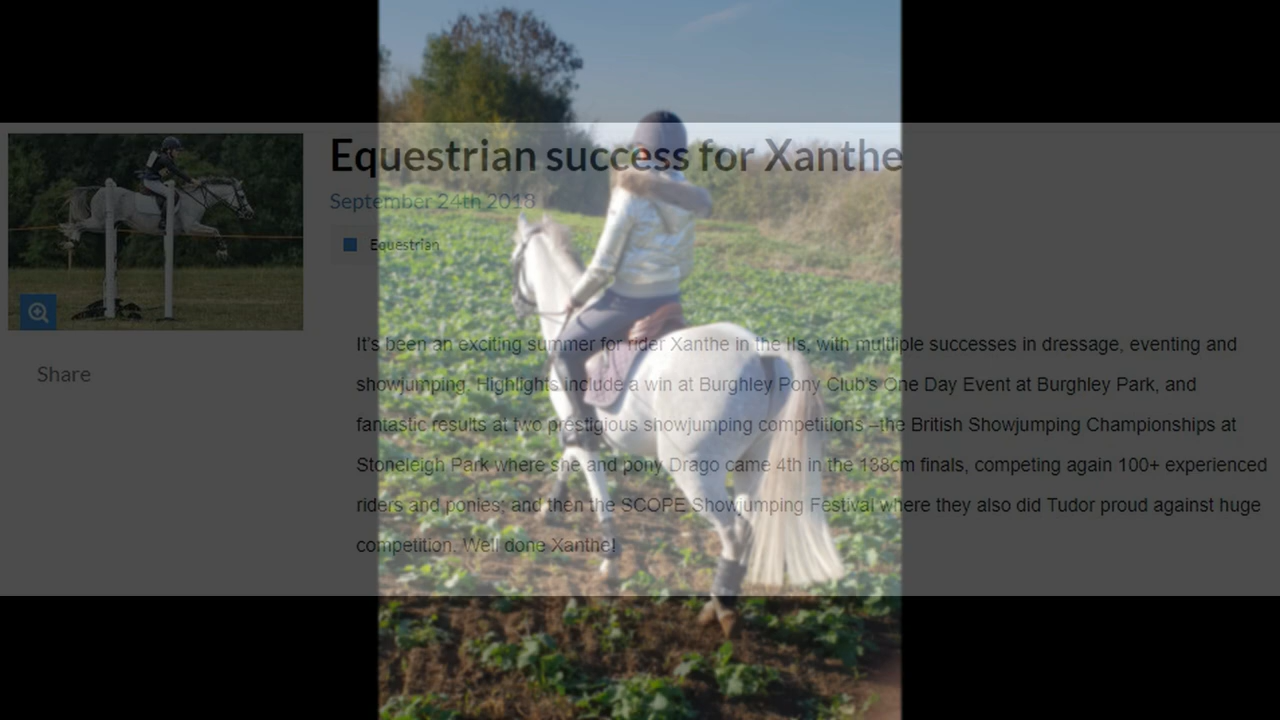 Equestrian success for Xanthe
September 24th 2018
Equestrian
Share
It's been an exciting summer for rider Xanthe in the IIs, with multliole successes in dressage, eventing and
showjumping. Highlights include a win at Burghley Pony Club's One Day Event at Burghley Park, and
fantastic results at two prestigious showjumping competitions –the British Showjumping Championships at
Stoneleigh Park where she and pony Drago came 4th in the 138cm finals, competing again 100+ experienced
riders and ponies; and then the SCOPE Showjumping Festival where they also did Tudor proud against huge
competition. Well done Xanthe!